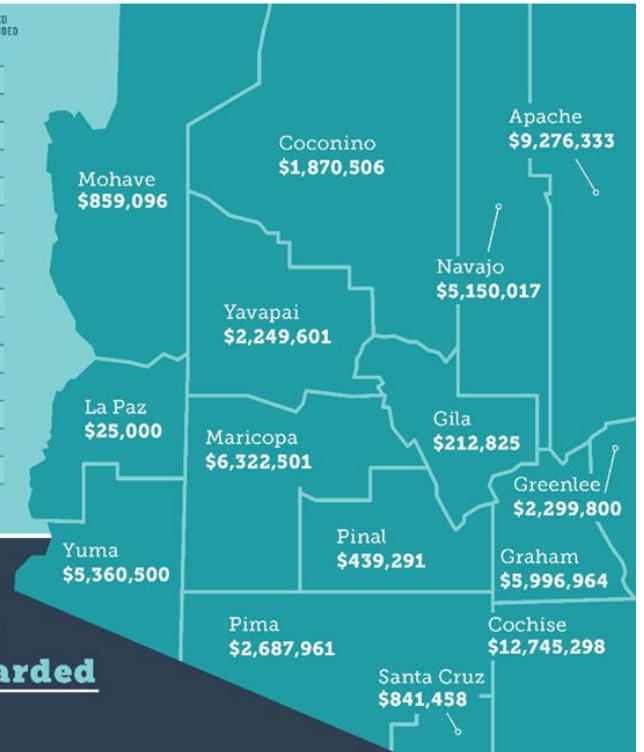 Apache
$9,276,333
Coconino
$1,870,506
Mohave
$859,096
Navajo
$5,150,017
Yavapai
$2,249,601
La Paz
$25,000
Maricopa
$6,322,501
Gila
$212,825
Greenlee
$2,299,800
Pinal
$439,291
Yuma
$5,360,500
Graham
$5,996,964
Pima
$2,687,961
Cochise
$12,745,298
Santa Cruz
$841,458
arded